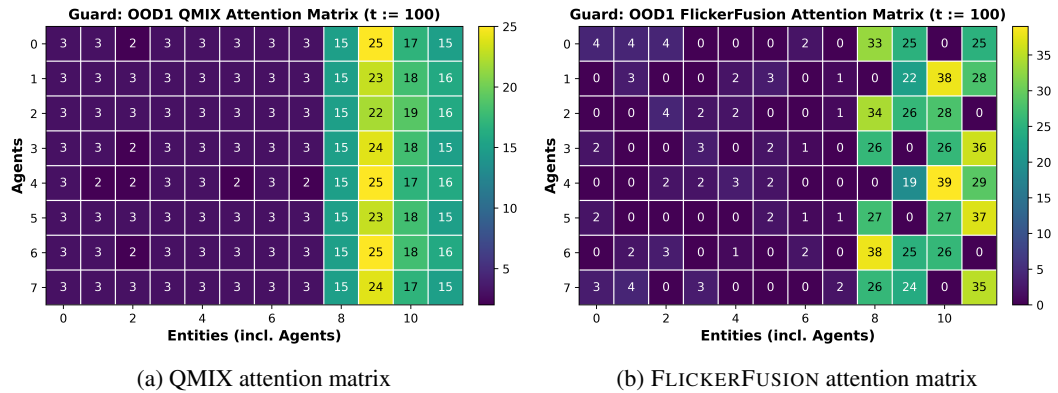 Guard: OOD1 QMIX Attention Matrix (t := 100)
Agents
0 3 3 2 3 3 3 3 3 15 25 17 15
1 3 3 3 3 3 3 3 3 15 23 18 16
2 3 3 3 3 3 3 3 3 15 22 19 16
3 3 3 2 3 3 3 3 3 15 24 18 15
4 3 2 2 3 3 2 3 2 15 25 17 16
5 3 3 3 3 3 3 3 3 15 23 18 15
6 3 3 2 3 3 3 3 3 15 25 18 16
7 3 3 3 3 3 3 3 3 15 24 17 15
0 2 4 6 8 10
Entities (incl. Agents)
25
20
15
10
5
(a) QMIX attention matrix
Guard: OOD1 FlickerFusion Attention Matrix (t := 100)
Agents
0 4 4 4 0 0 0 2 0 33 25 0 25
1 0 3 0 0 2 3 0 1 0 22 38 28
2 0 0 4 2 2 0 0 1 34 26 28 0
3 2 0 0 3 0 2 1 0 26 0 26 36
4 0 0 2 2 3 2 0 0 0 19 39 29
5 2 0 0 0 0 2 1 1 27 0 27 37
6 0 2 3 0 1 0 2 0 38 25 26 0
7 3 4 0 3 0 0 0 2 26 24 0 35
0 2 4 6 8 10
Entities (incl. Agents)
35
30
25
20
15
10
5
0
(b) FLICKERFUSION attention matrix